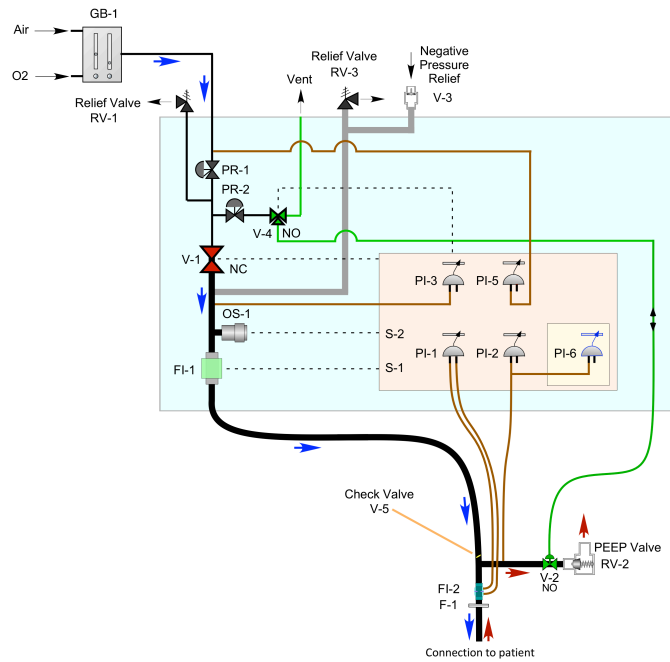 GB-1
Air
O2
Relief Valve
RV-1
Vent
Relief Valve
RV-3
Negative
Pressure
Relief
V-3
PR-1
PR-2
V-4
NO
V-1
NC
PI-3
PI-5
OS-1
S-2
FI-1
S-1
PI-1
PI-2
PI-6
Check Valve
V-5
PEEP Valve
RV-2
V-2
NO
FI-2
F-1
Connection to patient